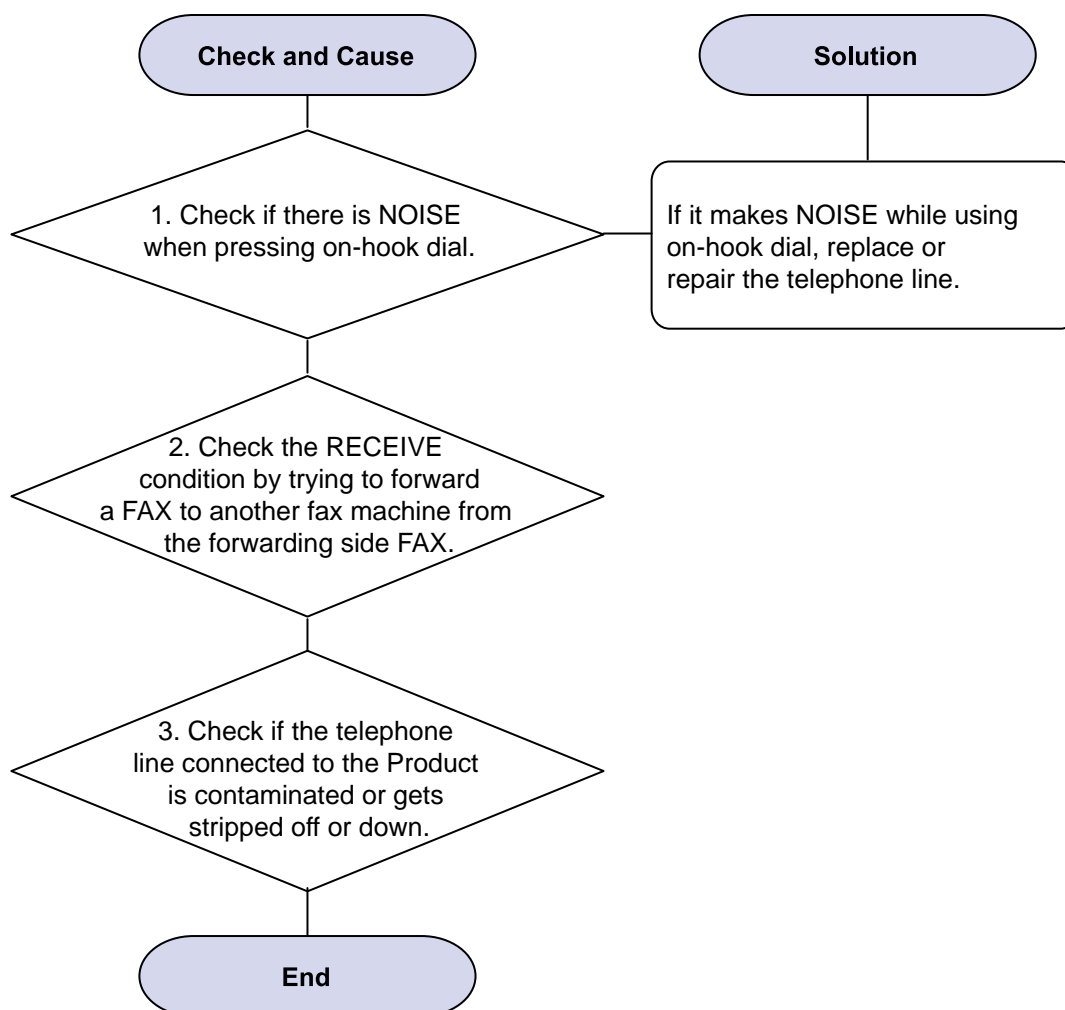 Check and Cause
Solution
1. Check if there is NOISE
when pressing on-hook dial.
If it makes NOISE while using
on-hook dial, replace or
repair the telephone line.
2. Check the RECEIVE
condition by trying to forward
a FAX to another fax machine from
the forwarding side FAX.
3. Check if the telephone
line connected to the Product
is contaminated or gets
stripped off or down.
End